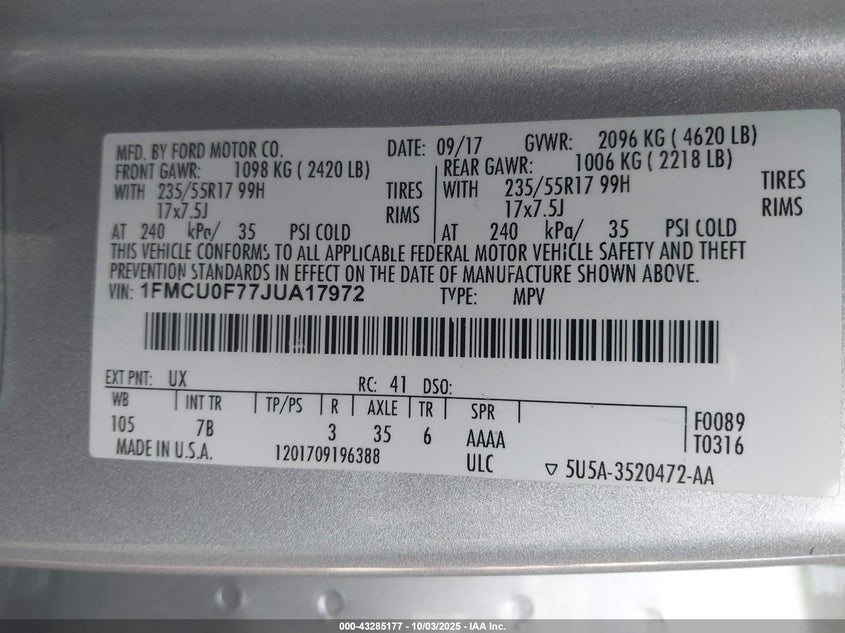 MFD. BY FORD MOTOR CO. DATE: 09/17 GVWR: 2096 KG ( 4620 LB)
FRONT GAWR: 1098 KG ( 2420 LB) REAR GAWR: 1006 KG ( 2218 LB)
WITH 235/55R17 99H TIRES WITH 235/55R17 99H TIRES
17x7.5J RIMS 17x7.5J RIMS
AT 240 kPa/ 35 PSI COLD AT 240 kPa/ 35 PSI COLD
THIS VEHICLE CONFORMS TO ALL APPLICABLE FEDERAL MOTOR VEHICLE SAFETY AND THEFT
PREVENTION STANDARDS IN EFFECT ON THE DATE OF MANUFACTURE SHOWN ABOVE.
VIN: 1FMCU0F77JUA17972 TYPE: MPV
EXT PNT: UX RC: 41 DSO:
WB INT TR TP/PS R AXLE TR SPR F0089
105 7B 3 35 6 AAAA T0316
MADE IN U.S.A. 1201709196388 ULC ▽ 5U5A-3520472-AA
000-43285177 - 10/03/2025 - IAA Inc.